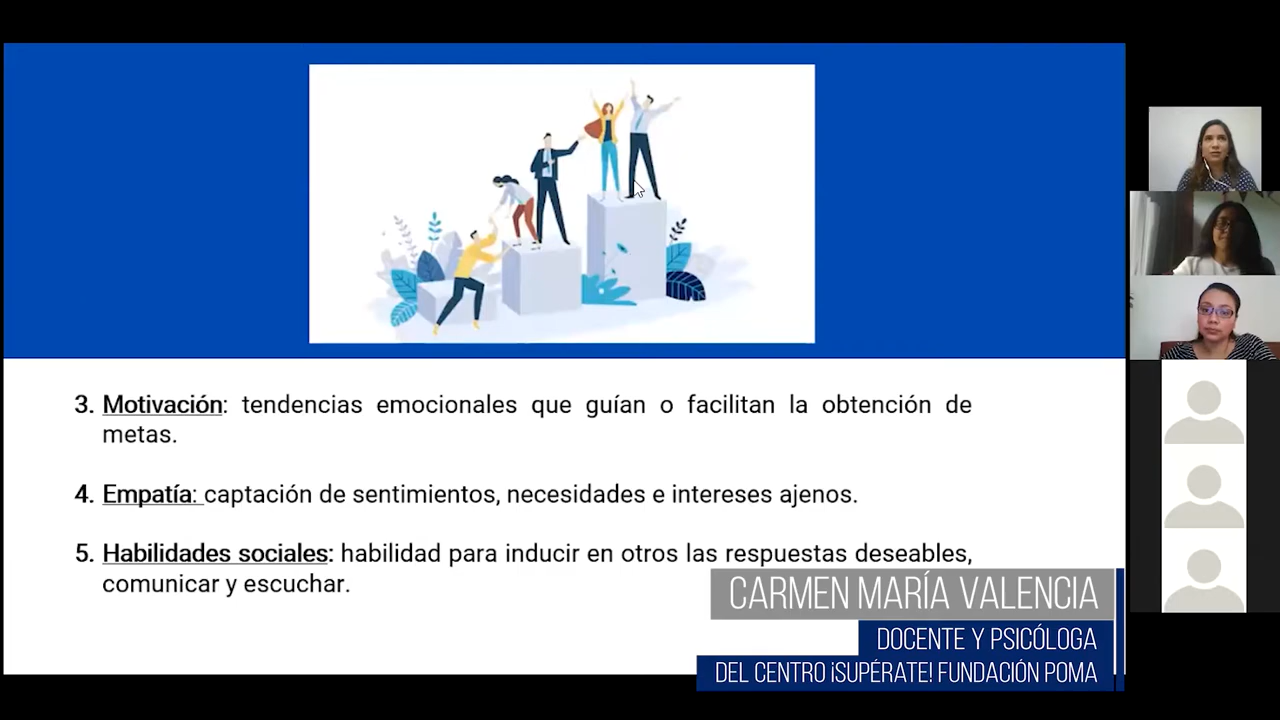 3. Motivación: tendencias emocionales que guían o facilitan la obtención de
metas.
4. Empatía: captación de sentimientos, necesidades e intereses ajenos.
5. Habilidades sociales: habilidad para inducir en otros las respuestas deseables,
comunicar y escuchar.
CARMEN MARÍA VALENCIA
DOCENTE Y PSICÓLOGA
DEL CENTRO ¡SUPÉRATE! FUNDACIÓN POMA